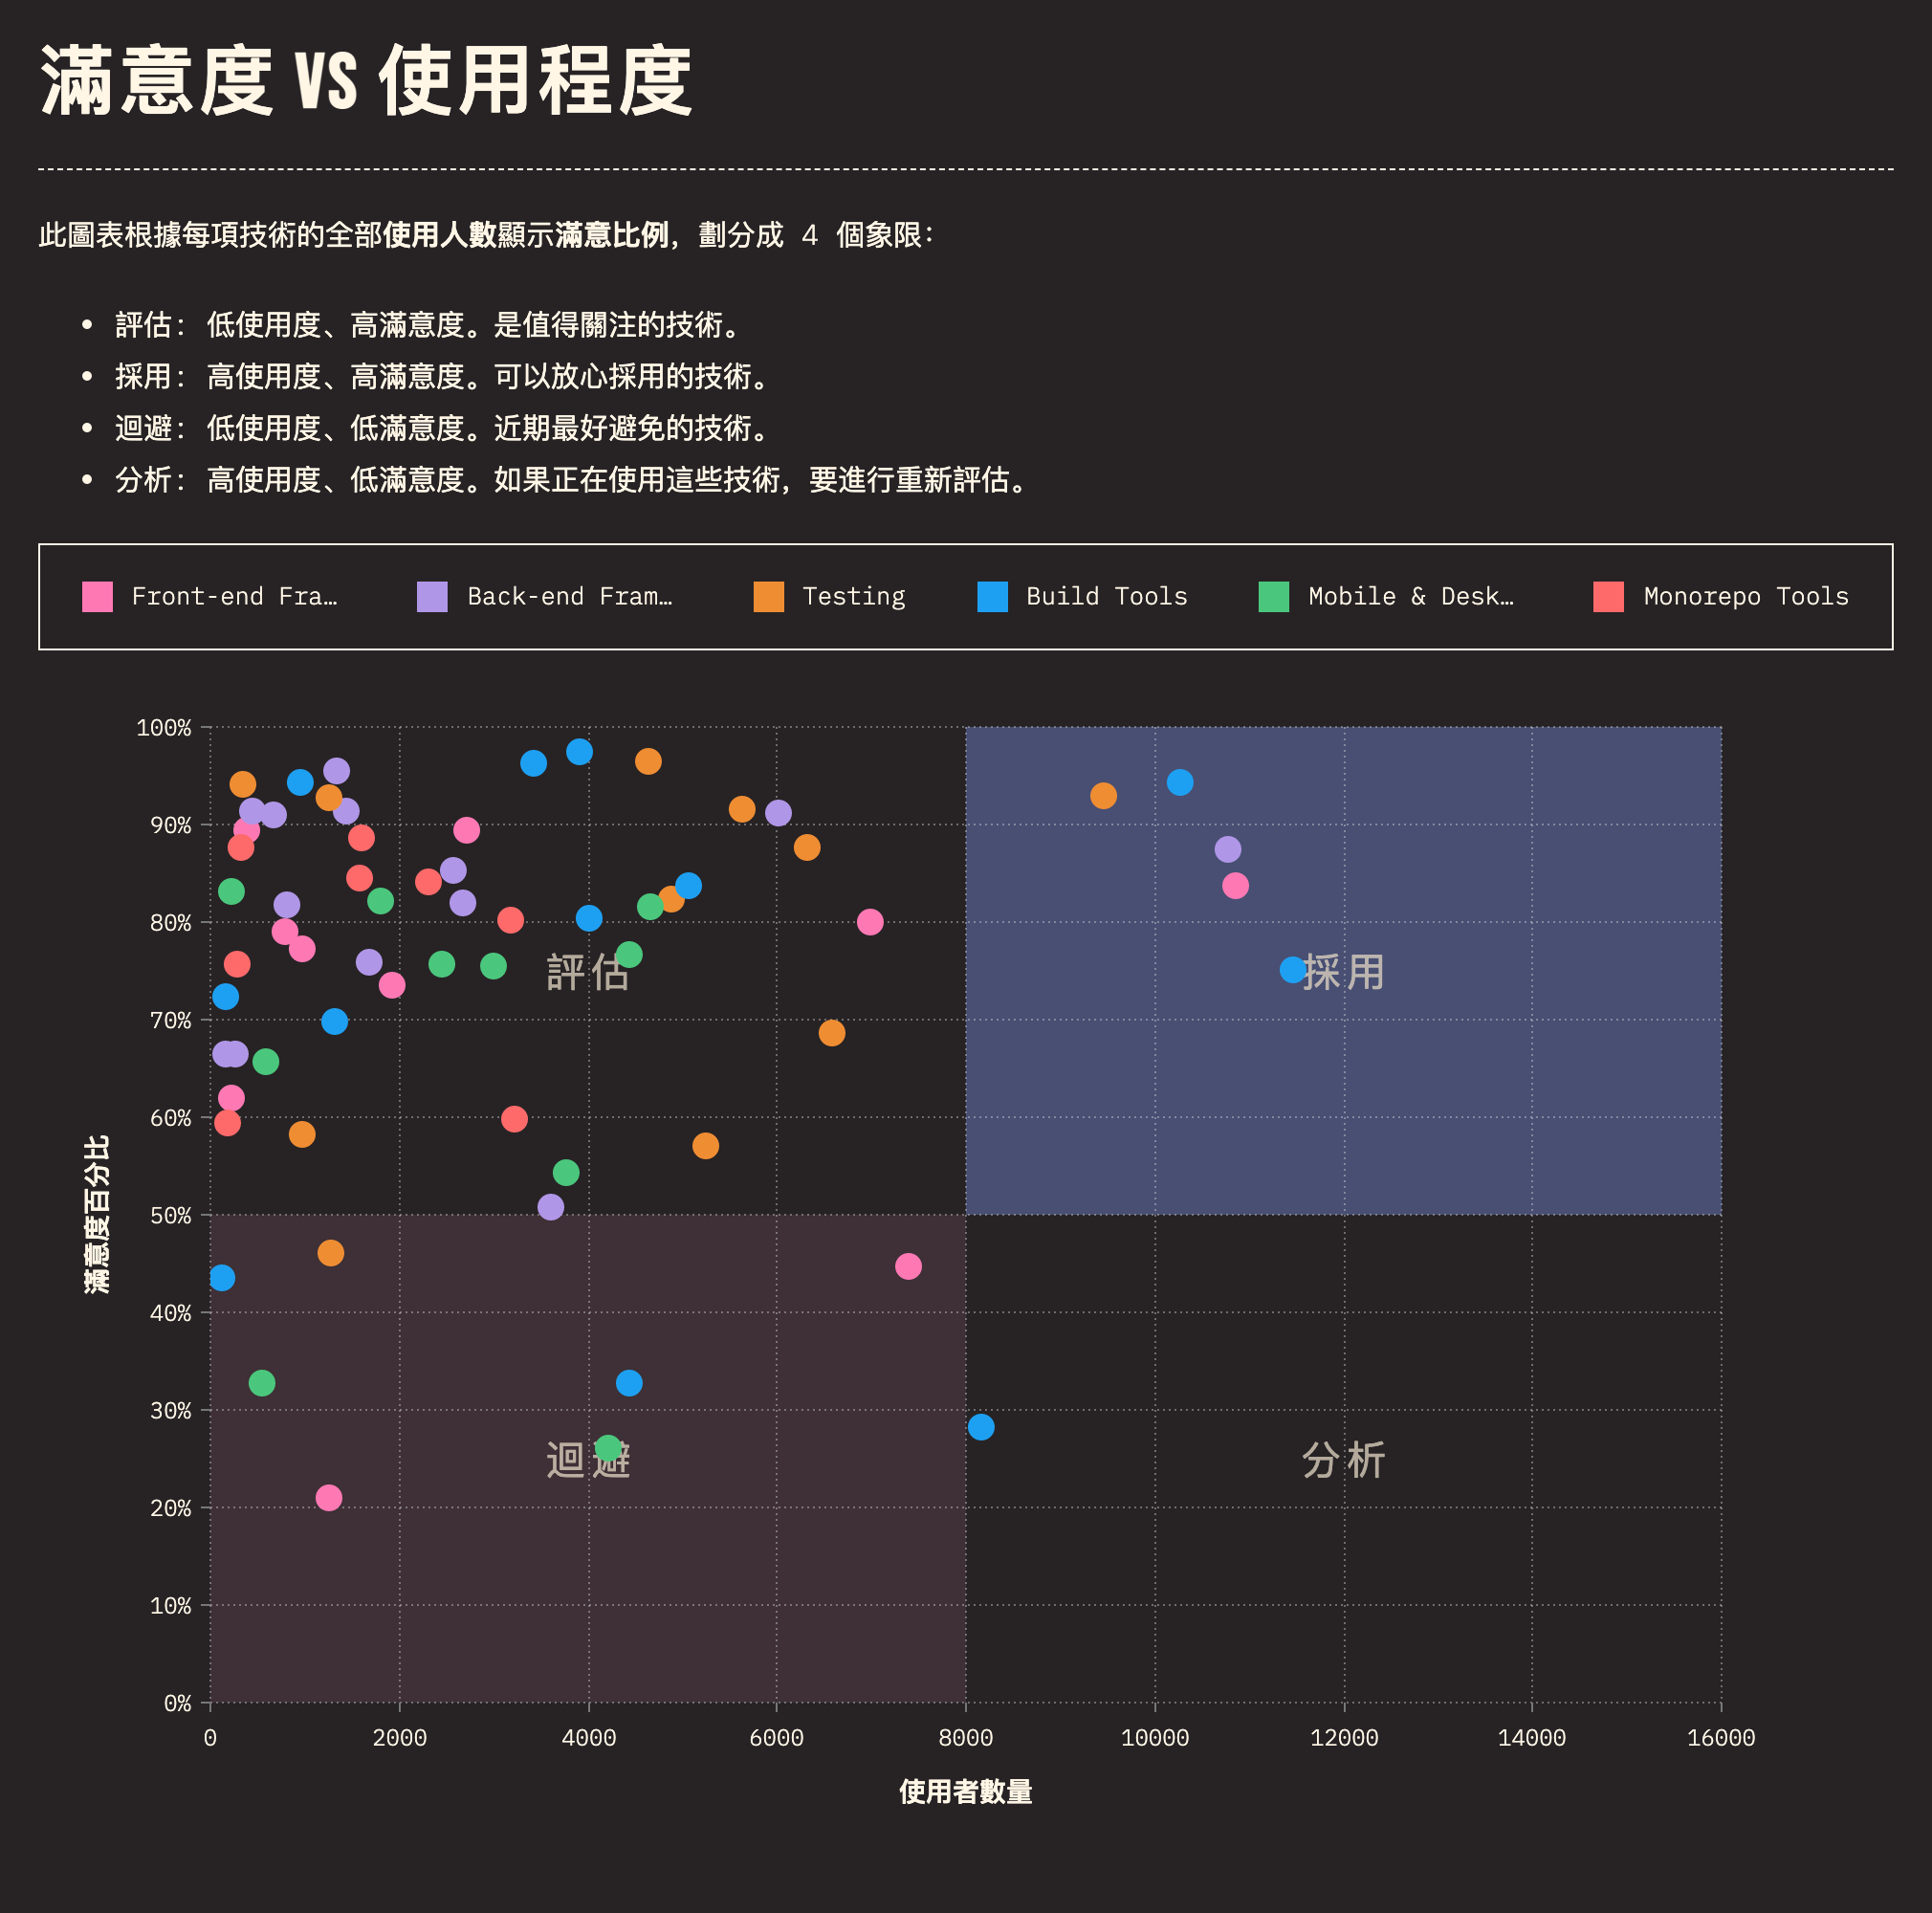 滿意度 VS 使用程度
此圖表根據每項技術的全部使用人數顯示滿意比例，劃分成 4 個象限：
• 評估： 低使用度、高滿意度。是值得關注的技術。
• 採用： 高使用度、高滿意度。可以放心採用的技術。
• 迴避： 低使用度、低滿意度。近期最好避免的技術。
• 分析： 高使用度、低滿意度。如果正在使用這些技術，要進行重新評估。
Front-end Fra… Back-end Fram… Testing Build Tools Mobile & Desk… Monorepo Tools
100%
90%
80%
評估 採用
70%
60%
滿意度百分比
50%
40%
30%
迴避 分析
20%
10%
0%
0 2000 4000 6000 8000 10000 12000 14000 16000
使用者數量